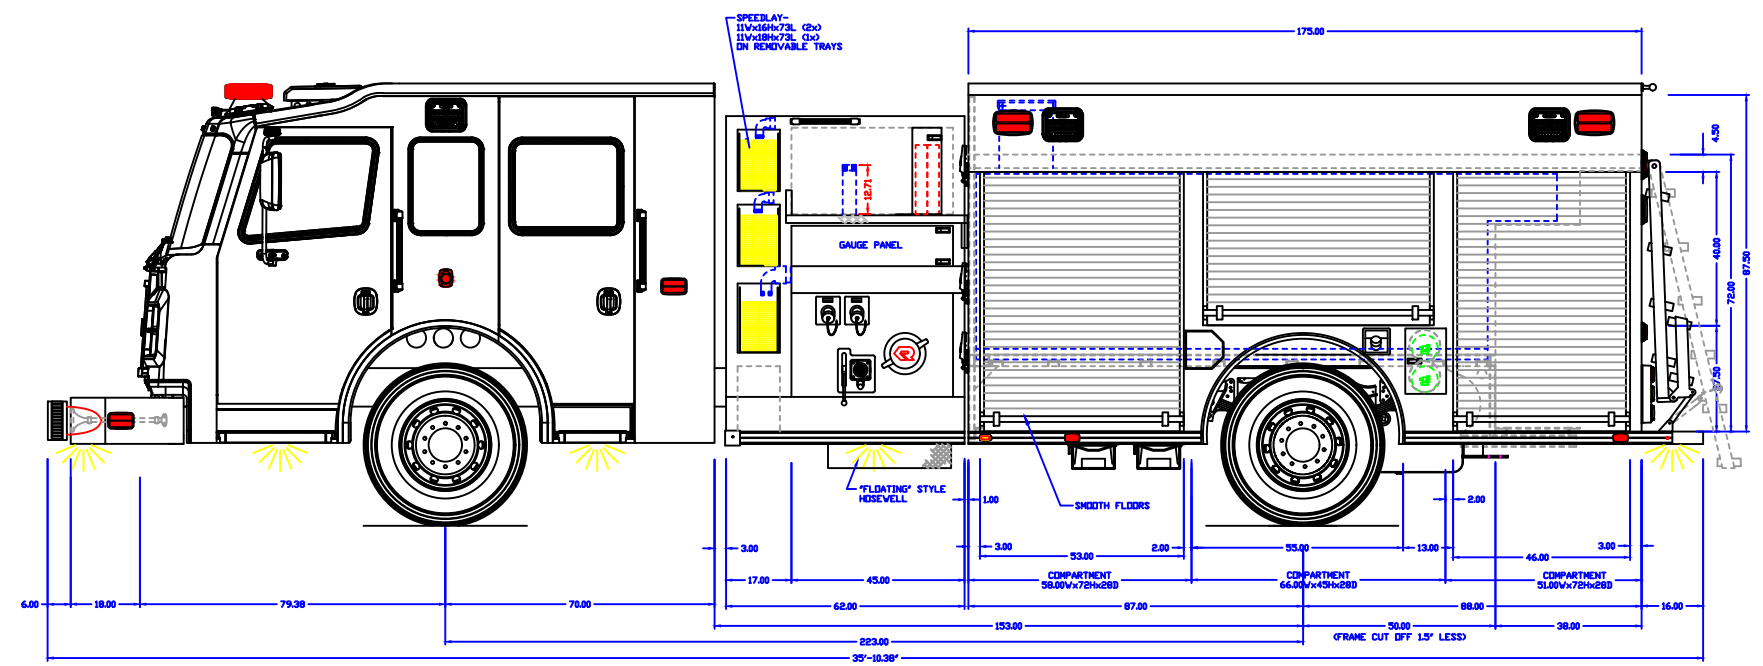 SPEEDLAY-
11Wx16Hx73L (2x)
11Wx18Hx73L (1x)
ON REMOVABLE TRAYS
175.00
4.50
12.71
GAUGE PANEL
40.00
72.00
87.50
"FLOATING" STYLE
HOSEWELL
1.00
SMOOTH FLOORS
2.00
3.00
3.00
53.00
2.00
55.00
13.00
46.00
3.00
17.00
45.00
COMPARTMENT
58.00Wx72Hx28D
COMPARTMENT
66.00Wx45Hx28D
COMPARTMENT
51.00Wx72Hx28D
6.00
18.00
79.38
70.00
62.00
87.00
88.00
16.00
153.00
50.00
38.00
(FRAME CUT OFF 1.5" LESS)
223.00
35'-10.38"